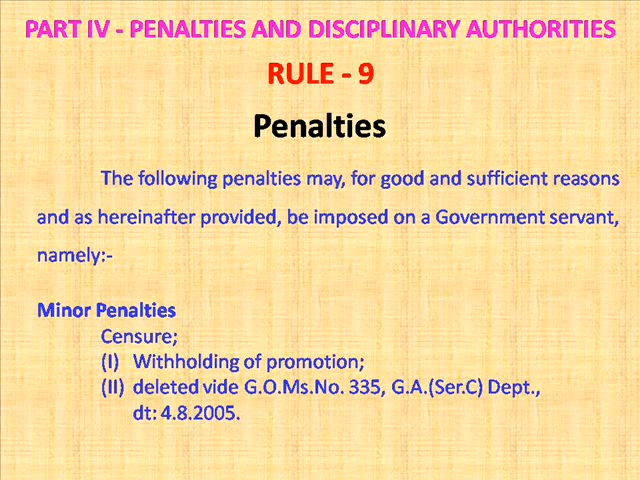 PART IV - PENALTIES AND DISCIPLINARY AUTHORITIES
RULE - 9
Penalties
The following penalties may, for good and sufficient reasons
and as hereinafter provided, be imposed on a Government servant,
namely:-
Minor Penalties
Censure;
(I) Withholding of promotion;
(II) deleted vide G.O.Ms.No. 335, G.A.(Ser.C) Dept.,
dt: 4.8.2005.